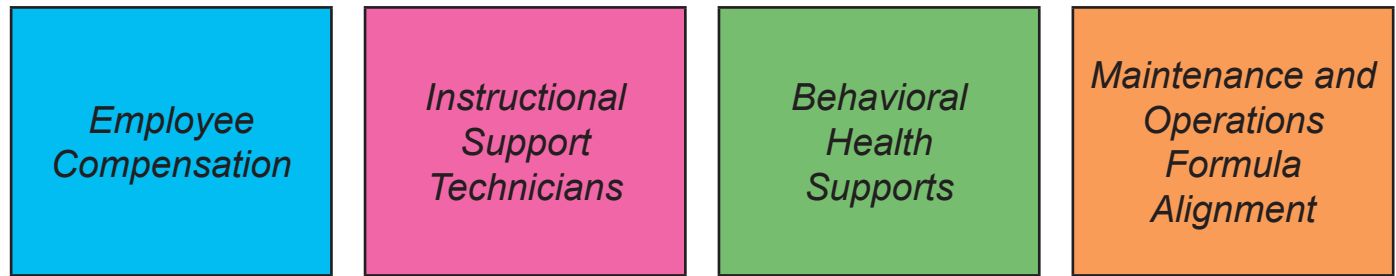 Employee
Compensation
Instructional
Support
Technicians
Behavioral
Health
Supports
Maintenance and
Operations
Formula
Alignment